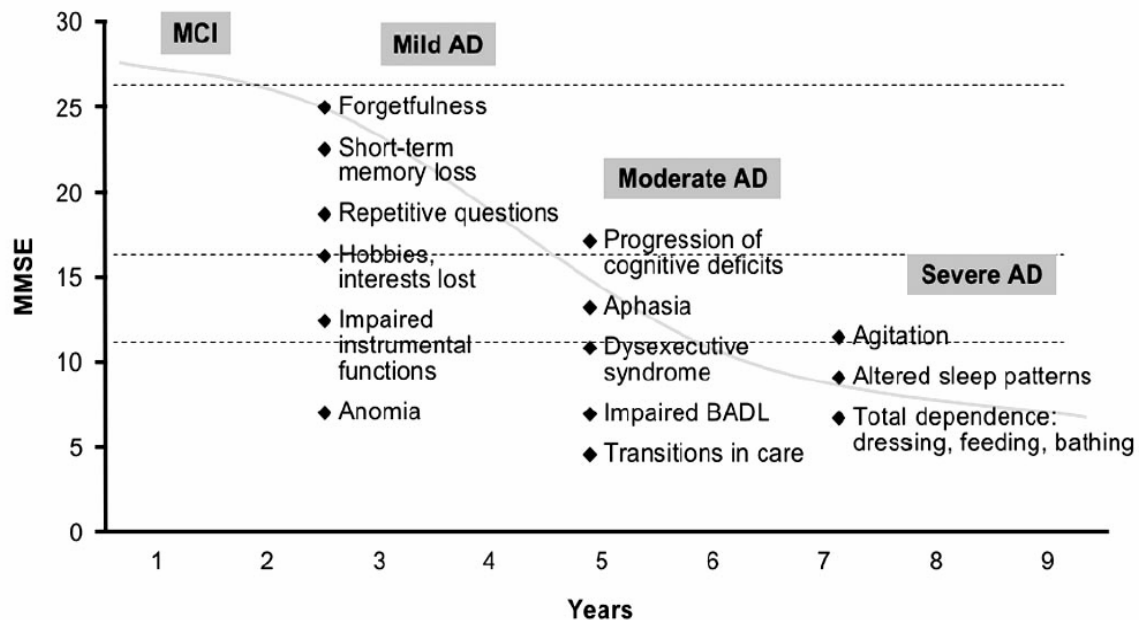 30
MCI
Mild AD
25
Forgetfulness
Short-term
memory loss
20
Moderate AD
Repetitive questions
Progression of
cognitive deficits
Hobbies,
interests lost
15
Severe AD
MMSE
Impaired
instrumental
functions
Aphasia
Agitation
10
Dysexecutive
syndrome
Altered sleep patterns
Anomia
Impaired BADL
Total dependence:
dressing, feeding, bathing
5
Transitions in care
0
1 2 3 4 5 6 7 8 9
Years